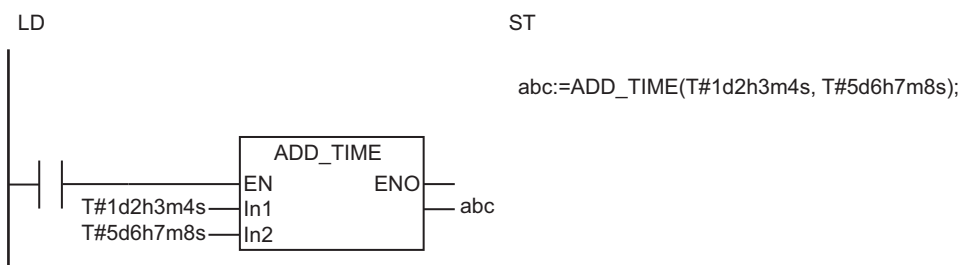 LD
ST
abc:=ADD_TIME(T#1d2h3m4s, T#5d6h7m8s);
ADD_TIME
EN ENO
T#1d2h3m4s In1 abc
T#5d6h7m8s In2